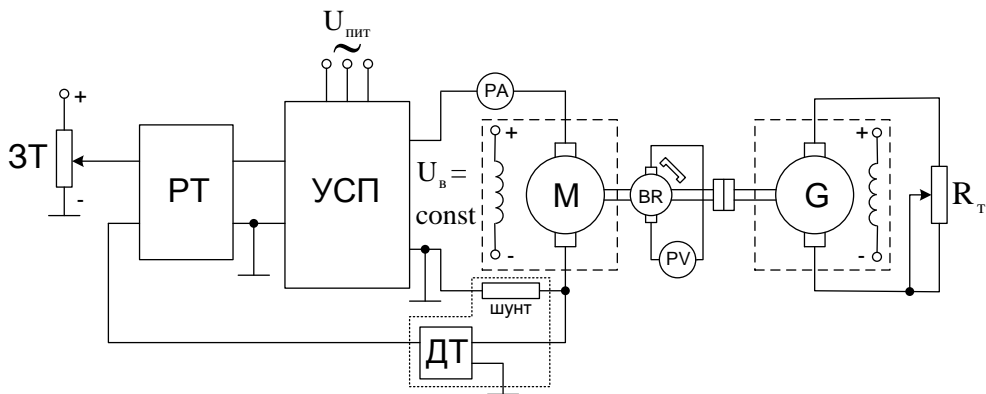 U пит
~
+
ЗТ
-
РТ
УСП
PA
U в =
const
+
-
M
BR
PV
G
+
-
R т
шунт
ДТ